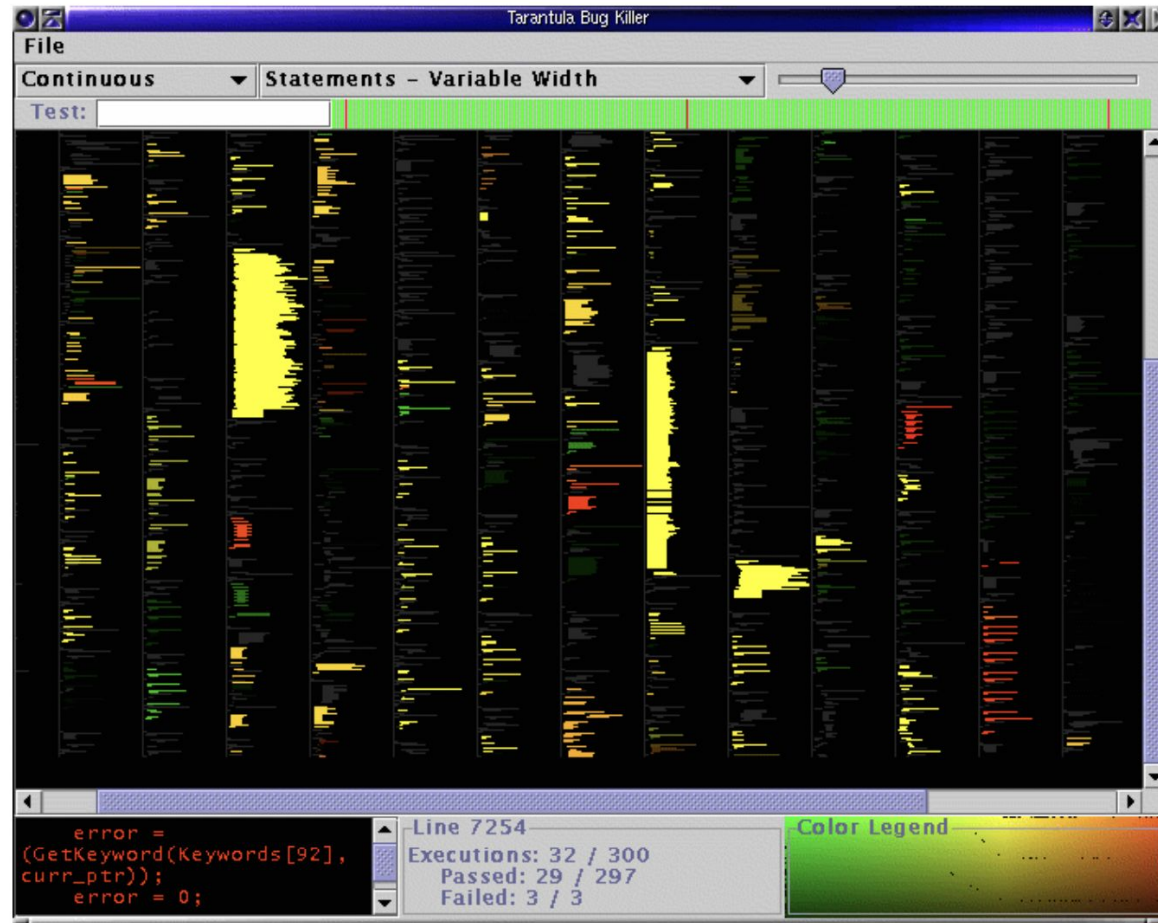 Tarantula Bug Killer
File
Continuous
Statements - Variable Width
Test:
error =
(GetKeyword(Keywords[92],
curr_ptr));
error = 0;
Line 7254
Executions: 32 / 300
Passed: 29 / 297
Failed: 3 / 3
Color Legend